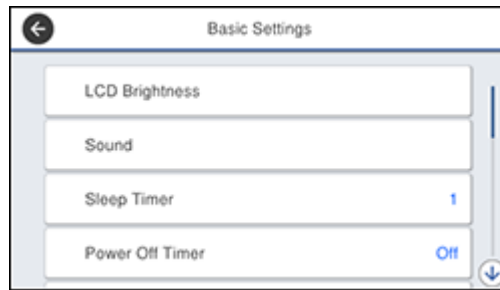 Basic Settings
LCD Brightness
Sound
Sleep Timer 1
Power Off Timer Off